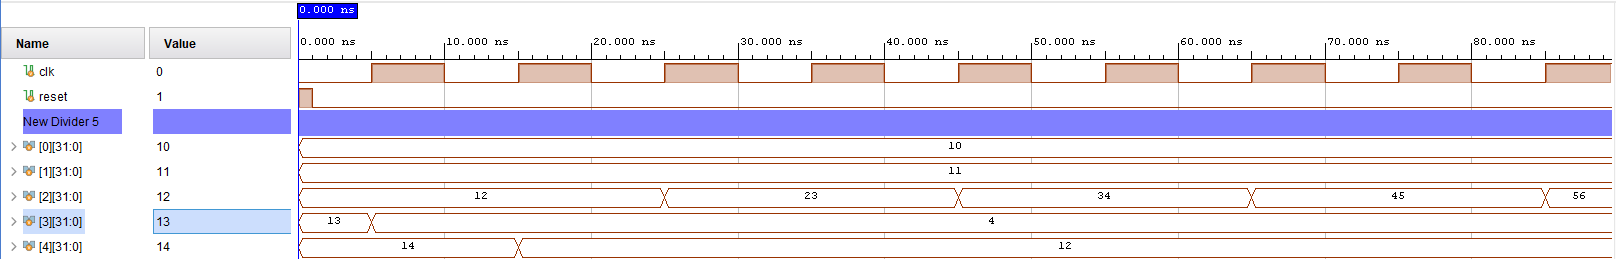 0.000 ns
Name Value 0.000 ns 10.000 ns 20.000 ns 30.000 ns 40.000 ns 50.000 ns 60.000 ns 70.000 ns 80.000 ns
clk 0
reset 1
New Divider 5
[0][31:0] 10 10
[1][31:0] 11 11
[2][31:0] 12 12 23 34 45 56
[3][31:0] 13 13 4
[4][31:0] 14 14 12